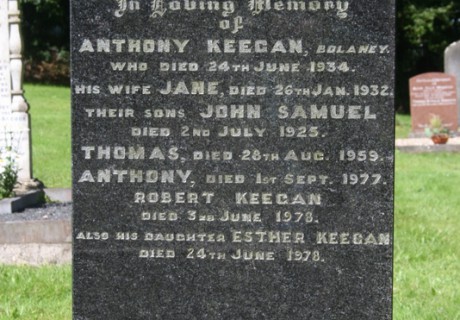 In Loving Memory
of
ANTHONY KEEGAN, BOLANEY.
WHO DIED 24TH JUNE 1934.
HIS WIFE JANE, DIED 26TH JAN. 1932.
THEIR SONS JOHN SAMUEL
DIED 2ND JULY 1925.
THOMAS, DIED 28TH AUG. 1959.
ANTHONY, DIED 1ST SEPT. 1977.
ROBERT KEEGAN
DIED 3RD JUNE 1978.
ALSO HIS DAUGHTER ESTHER KEEGAN
DIED 24TH JUNE 1978.